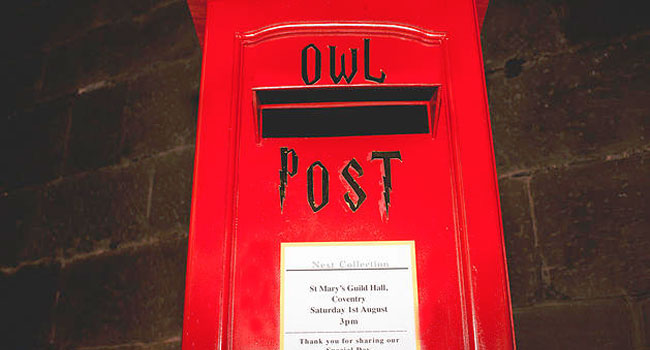 OWL
POST
Next Collection
St Mary's Guild Hall,
Coventry
Saturday 1st August
3pm
Thank you for sharing our
Special Day